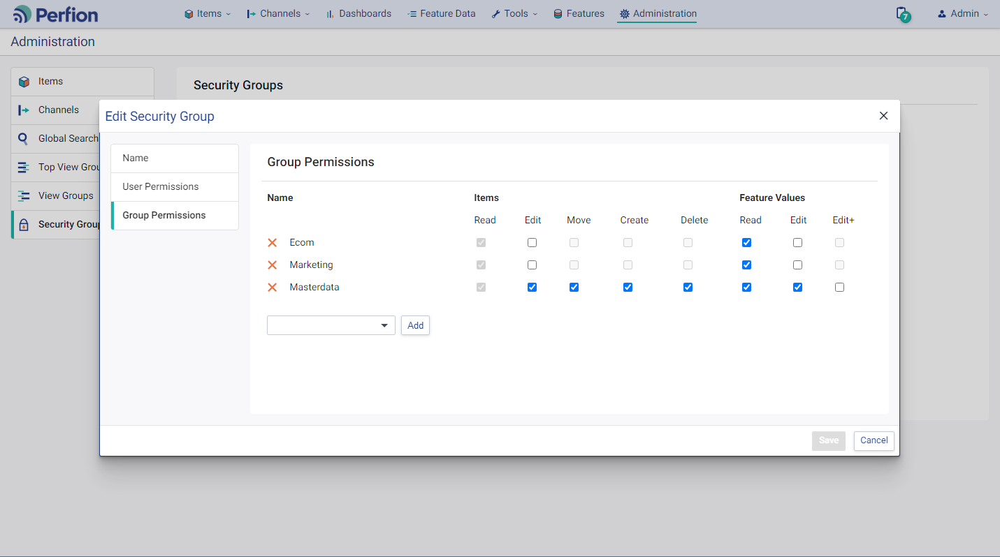 Perfion
Items
Channels
Dashboards
Feature Data
Tools
Features
Administration
7
Admin
Administration
Items
Channels
Global Search
Top View Grou
View Groups
Security Group
Security Groups
Edit Security Group
Name
User Permissions
Group Permissions
Group Permissions
Name Items Feature Values
Read Edit Move Create Delete Read Edit Edit+
Ecom
Marketing
Masterdata
Add
Save Cancel